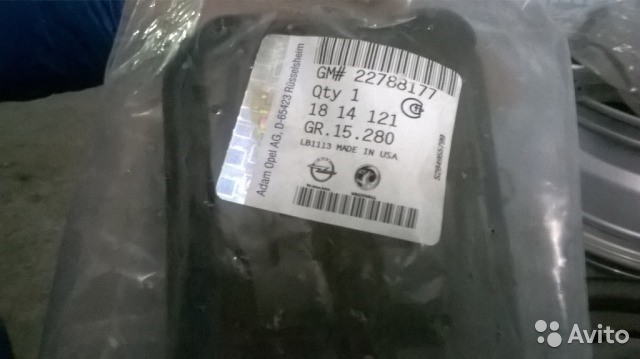 GM# 22788177
Qty 1
18 14 121
GR.15.280
LB1113 MADE IN USA
Adam Opel AG, D-65423 Rüsselsheim
Avito